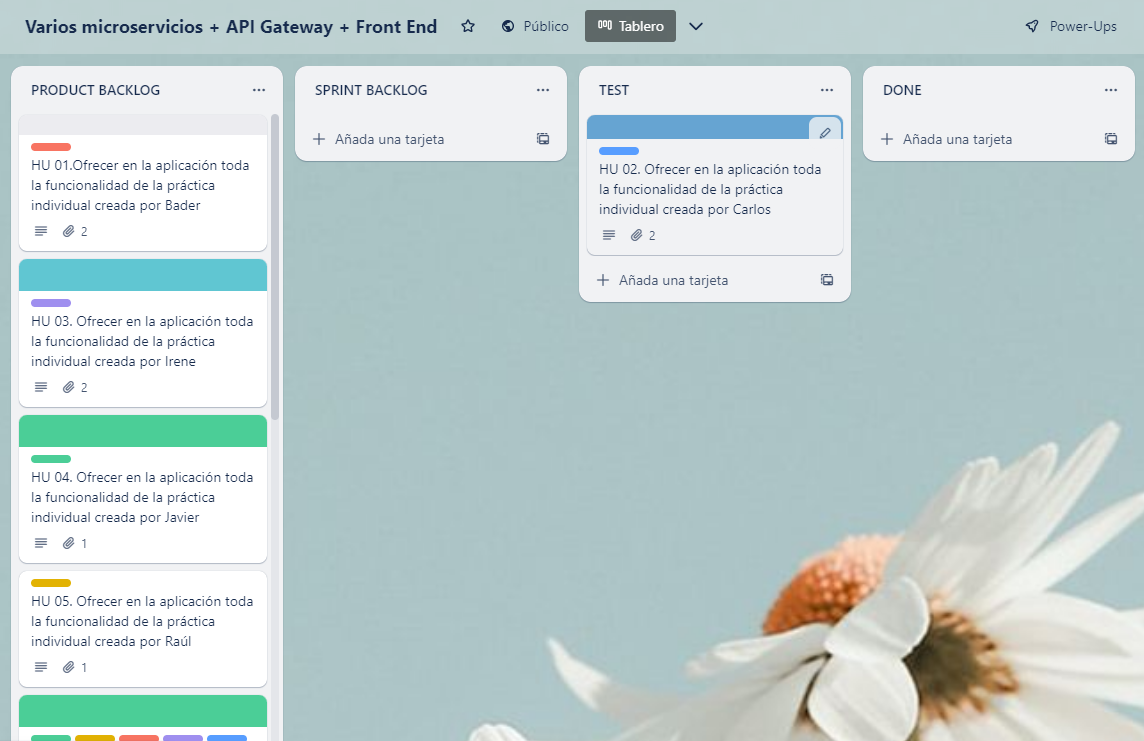 Varios microservicios + API Gateway + Front End
Público
Tablero
Power-Ups
PRODUCT BACKLOG
HU 01.Ofrecer en la aplicación toda
la funcionalidad de la práctica
individual creada por Bader
2
HU 03. Ofrecer en la aplicación toda
la funcionalidad de la práctica
individual creada por Irene
2
HU 04. Ofrecer en la aplicación toda
la funcionalidad de la práctica
individual creada por Javier
1
HU 05. Ofrecer en la aplicación toda
la funcionalidad de la práctica
individual creada por Raúl
1
SPRINT BACKLOG
Añada una tarjeta
TEST
HU 02. Ofrecer en la aplicación toda
la funcionalidad de la práctica
individual creada por Carlos
2
Añada una tarjeta
DONE
Añada una tarjeta